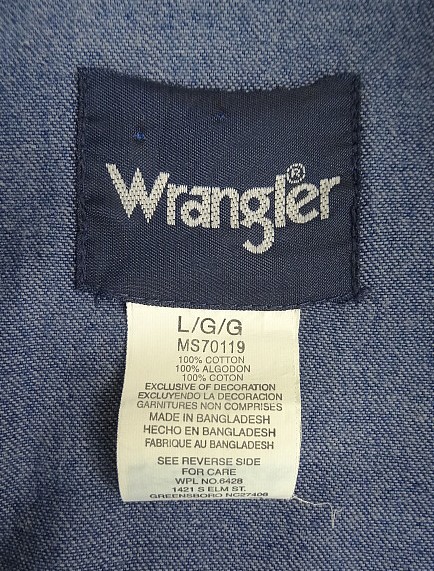 Wrangler®
L/G/G
MS70119
100% COTTON
100% ALGODON
100% COTON
EXCLUSIVE OF DECORATION
EXCLUYENDO LA DECORACION
GARNITURES NON COMPRISES
MADE IN BANGLADESH
HECHO EN BANGLADESH
FABRIQUE AU BANGLADESH
SEE REVERSE SIDE
FOR CARE
WPL NO.6428
1421 S ELM ST.
GREENSBORO NC27406